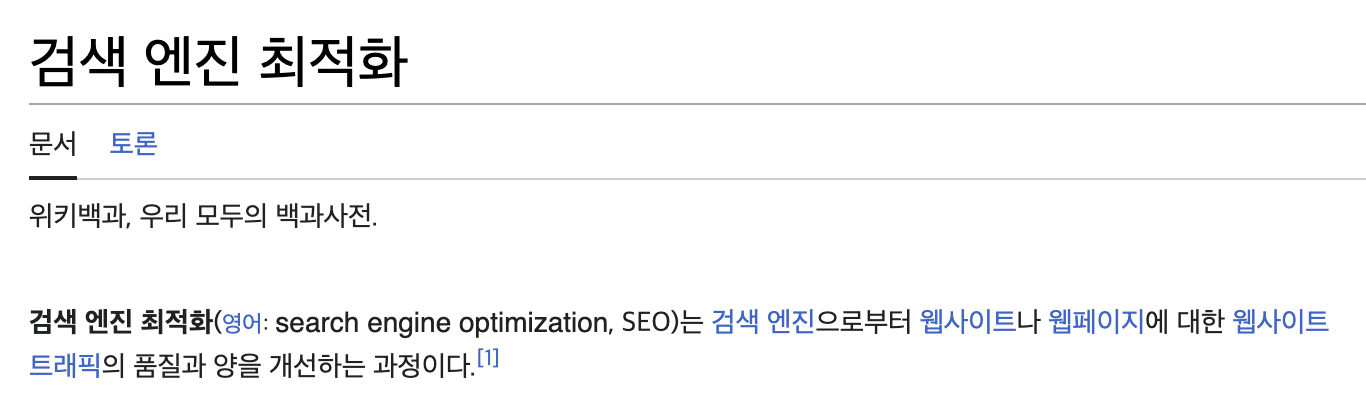 검색 엔진 최적화
문서 토론
위키백과, 우리 모두의 백과사전.
검색 엔진 최적화(영어: search engine optimization, SEO)는 검색 엔진으로부터 웹사이트나 웹페이지에 대한 웹사이트
트래픽의 품질과 양을 개선하는 과정이다.[1]